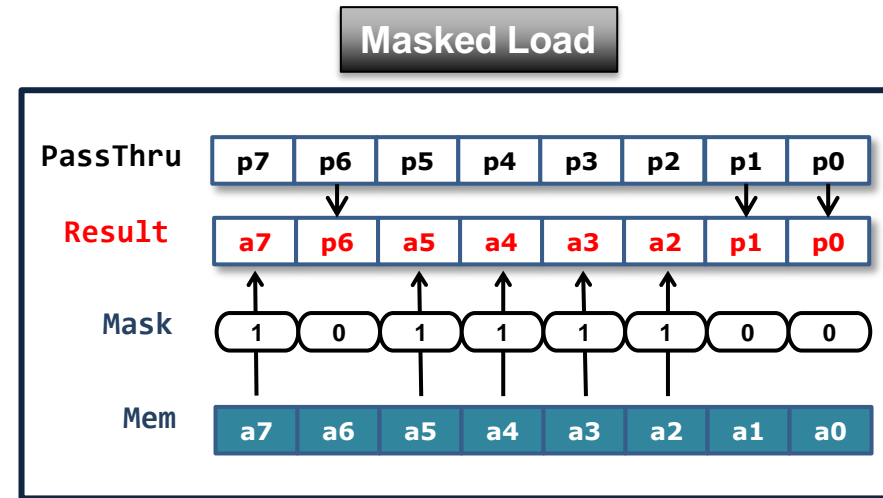 Masked Load
PassThru p7 p6 p5 p4 p3 p2 p1 p0
Result a7 p6 a5 a4 a3 a2 p1 p0
Mask 1 0 1 1 1 1 0 0
Mem a7 a6 a5 a4 a3 a2 a1 a0